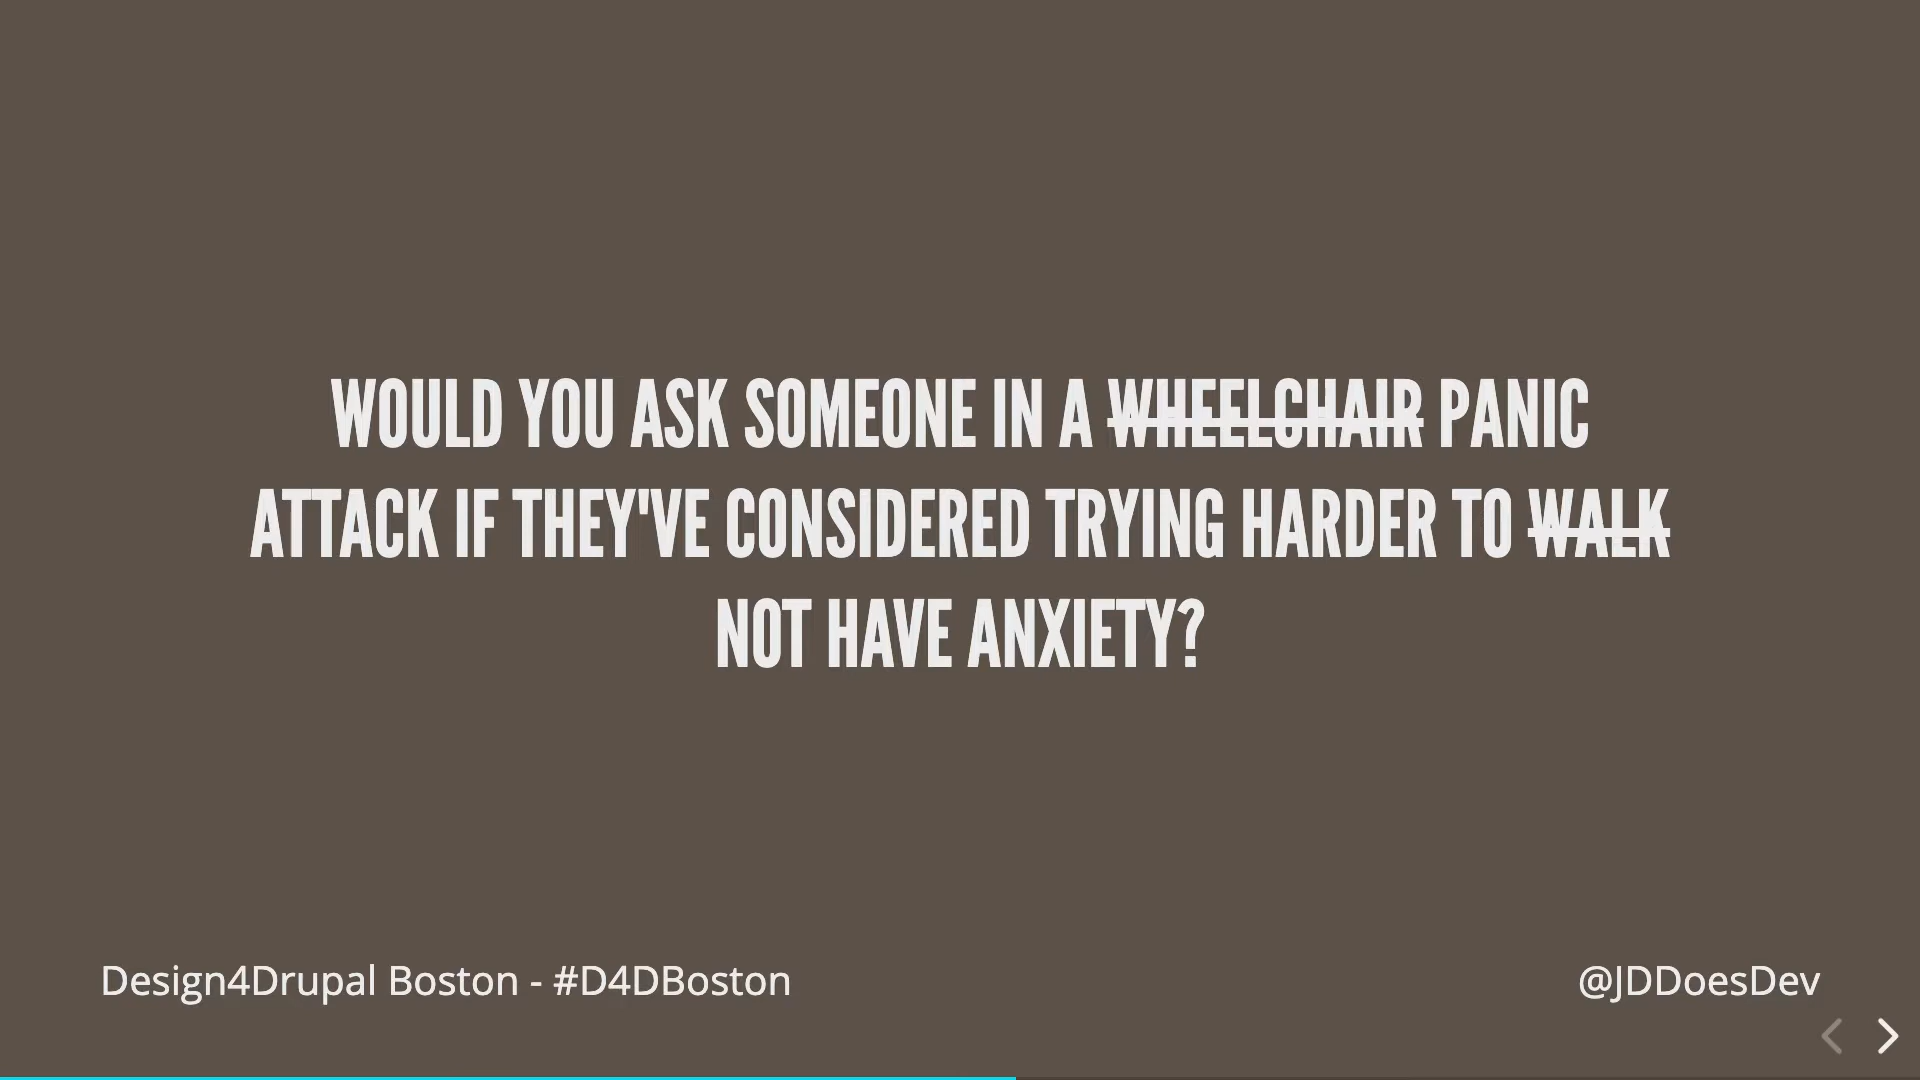 WOULD YOU ASK SOMEONE IN A WHEELCHAIR PANIC
ATTACK IF THEY'VE CONSIDERED TRYING HARDER TO WALK
NOT HAVE ANXIETY?
Design4Drupal Boston - #D4DBoston
@JDDoesDev